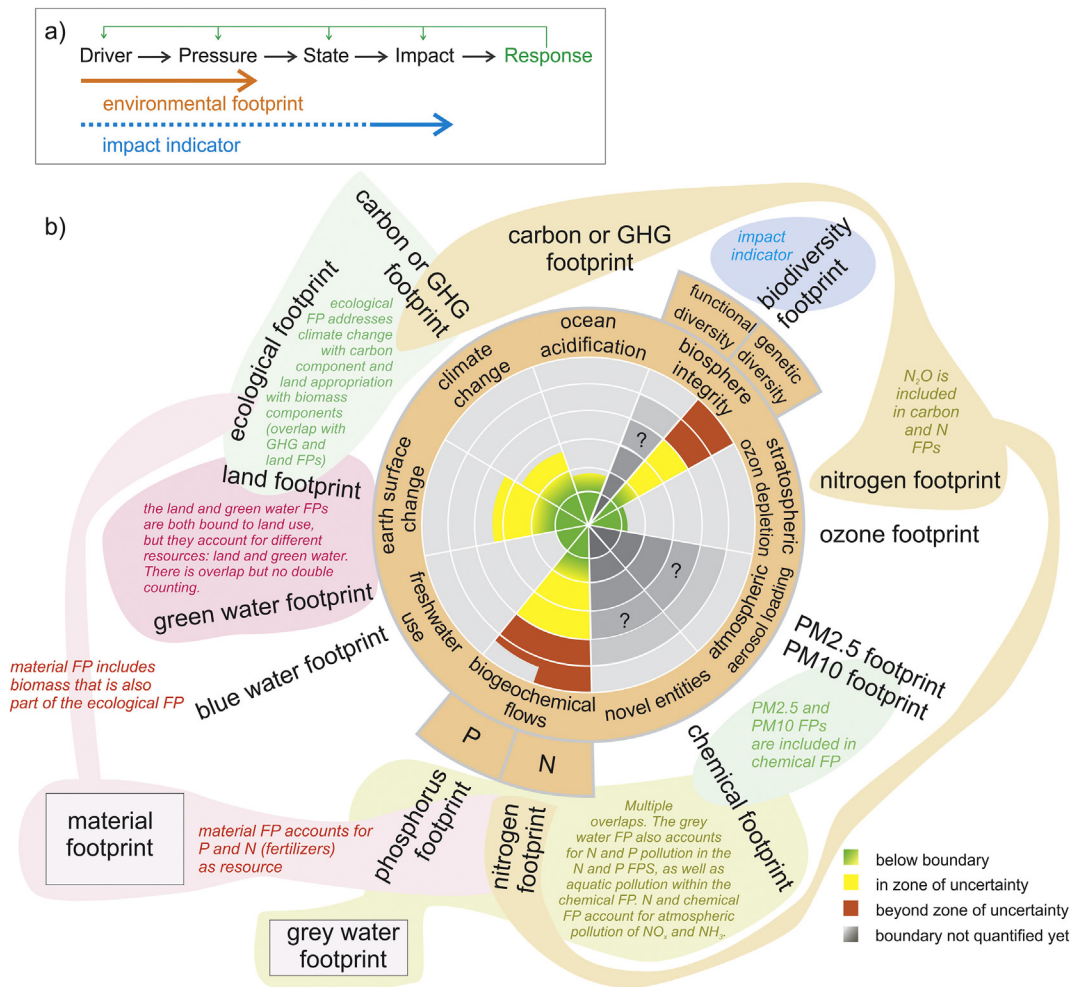 a)
Driver → Pressure → State → Impact → Response
environmental footprint
impact indicator
b)
carbon or GHG
footprint
ecological footprint
ecological
FP addresses
climate change
with carbon
component and
land appropriation
with biomass
components
(overlap with
GHG and
land FPs)
carbon or GHG
footprint
impact
indicator
biodiversity
footprint
functional
diversity
genetic
diversity
N₂O is
included
in carbon
and N
FPs
nitrogen footprint
ozone footprint
climate
change
ocean
acidification
biosphere
integrity
stratospheric
ozon depletion
atmospheric
aerosol loading
novel entities
biogeochemical
flows
freshwater
use
earth surface
change
?
?
?
P
N
land footprint
the land and green water FPs
are both bound to land use,
but they account for different
resources: land and green water.
There is overlap but no double
counting.
green water footprint
blue water footprint
material FP includes
biomass that is also
part of the ecological FP
PM2.5 footprint
PM10 footprint
PM2.5 and
PM10 FPs
are included in
chemical FP
chemical footprint
material
footprint
material FP accounts for
P and N (fertilizers)
as resource
phosphorus
footprint
nitrogen
footprint
Multiple
overlaps. The grey
water FP also accounts
for N and P pollution in the
N and P FPS, as well as
aquatic pollution within the
chemical FP. N and chemical
FP account for atmospheric
pollution of NOₓ and NH₃.
grey water
footprint
below boundary
in zone of uncertainty
beyond zone of uncertainty
boundary not quantified yet